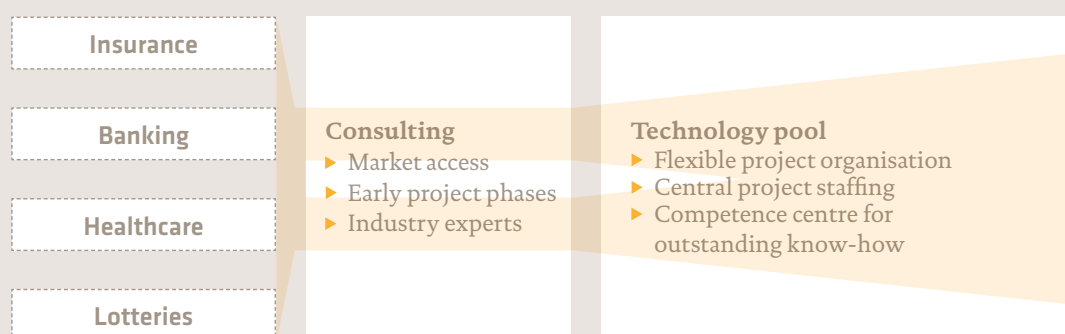 Insurance
Banking
Healthcare
Lotteries
Consulting
Market access
Early project phases
Industry experts
Technology pool
Flexible project organisation
Central project staffing
Competence centre for
outstanding know-how